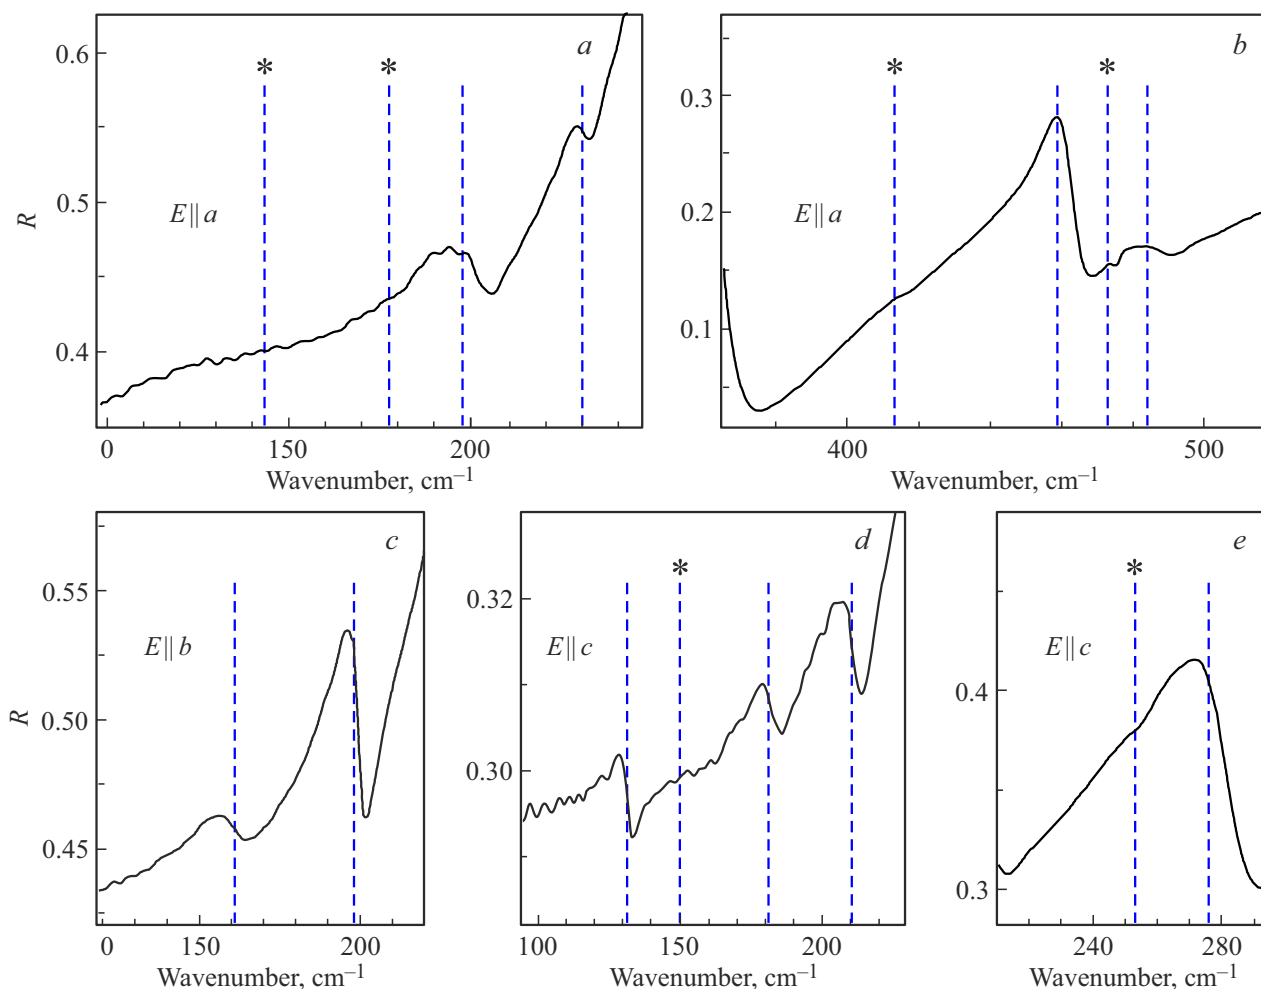 a
*
*
0.6
0.5
0.4
R
E∥a
0
150
200
Wavenumber, cm⁻¹
b
*
*
0.3
0.2
0.1
E∥a
400
500
Wavenumber, cm⁻¹
c
0.55
0.50
0.45
R
E∥b
0
150
200
Wavenumber, cm⁻¹
d
*
0.32
0.30
E∥c
100
150
200
Wavenumber, cm⁻¹
e
*
0.4
0.3
E∥c
240
280
Wavenumber, cm⁻¹